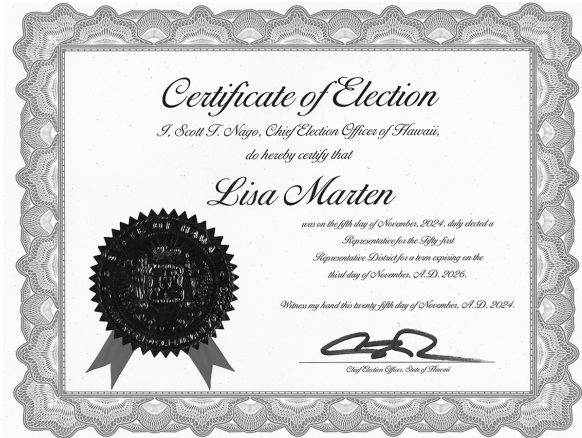 Certificate of Election
I, Scott T. Nago, Chief Election Officer of Hawaii,
do hereby certify that
Lisa Marten
was on the fifth day of November, 2024, duly elected a
Representative for the Fifty-first
Representative District for a term expiring on the
third day of November, A.D. 2026.
Witness my hand this twenty-fifth day of November, A.D. 2024.
Chief Election Officer, State of Hawaii